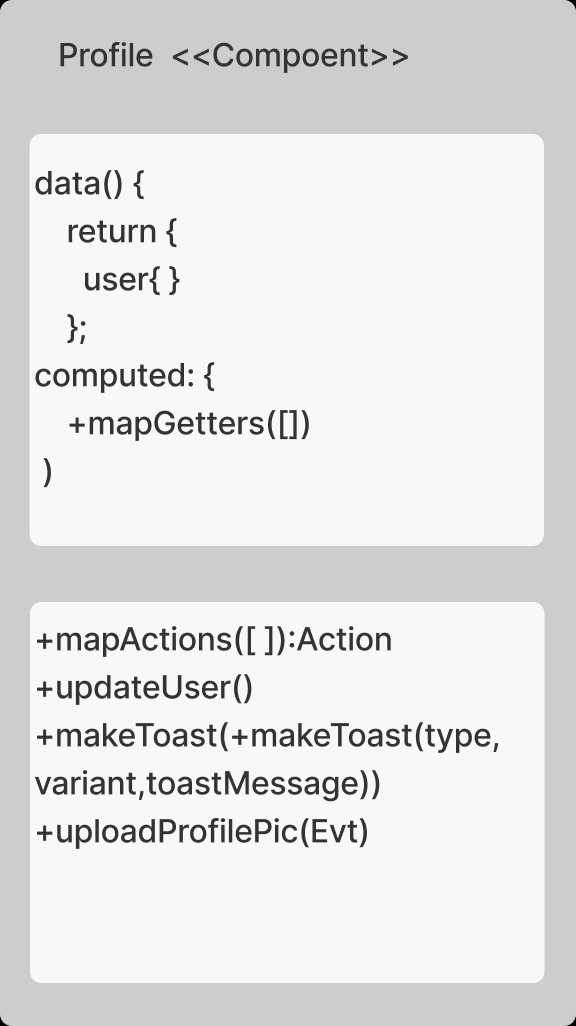 Profile <<Compoent>>
data() {
return {
user{ }
};
computed: {
+mapGetters([])
)
+mapActions([ ]):Action
+updateUser()
+makeToast(+makeToast(type,
variant,toastMessage))
+uploadProfilePic(Evt)